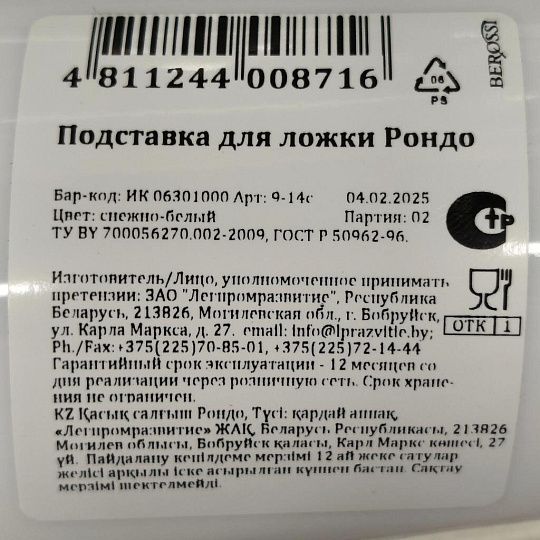 4 811244 008716
06
PS
BEROSSI
Подставка для ложки Рондо
Бар-код: ИК 06301000 Арт: 9-14с 04.02.2025
Цвет: снежно-белый Партия: 02
ТУ BY 700056270.002-2009, ГОСТ Р 50962-96.
Изготовитель/Лицо, уполномоченное принимать
претензии: ЗАО "Легпромразвитие", Республика
Беларусь, 213826, Могилевская обл., г. Бобруйск,
ул. Карла Маркса, д. 27. email: info@lprazvitie.by;
ОТК 1
Ph./Fax:+375(225)70-85-01, +375(225)72-14-44
Гарантийный срок эксплуатации - 12 месяцев со
дня реализации через розничную сеть. Срок хране-
ния не ограничен.
KZ Қасық салғыш Рондо, Түсі: қардай аппақ,
«Легпромразвитие» ЖАҚ, Беларусь Республикасы, 213826
Могилев облысы, Бобруйск қаласы, Карл Маркс көшесі, 27
үй. Пайдалану кепілдеме мерзімі 12 ай жеке сатулар
желісі арқылы іске асырылған күннен бастап. Сақтау
мерзімі шектелмейді.